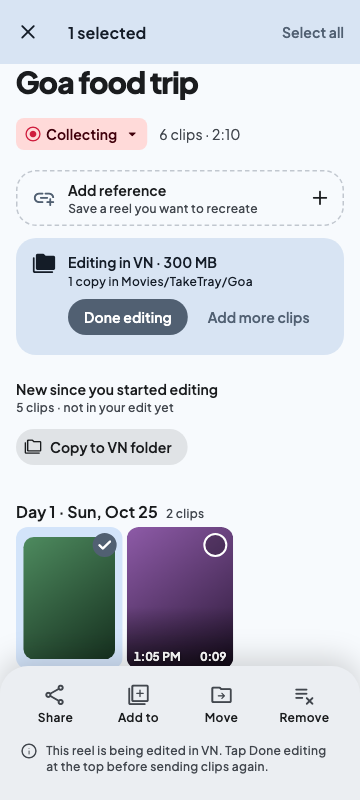 1 selected
Select all
Goa food trip
Collecting
6 clips · 2:10
Add reference
Save a reel you want to recreate
Editing in VN · 300 MB
1 copy in Movies/TakeTray/Goa
Done editing
Add more clips
New since you started editing
5 clips · not in your edit yet
Copy to VN folder
Day 1 · Sun, Oct 25 2 clips
1:05 PM 0:09
Share
Add to
Move
Remove
This reel is being edited in VN. Tap Done editing
at the top before sending clips again.